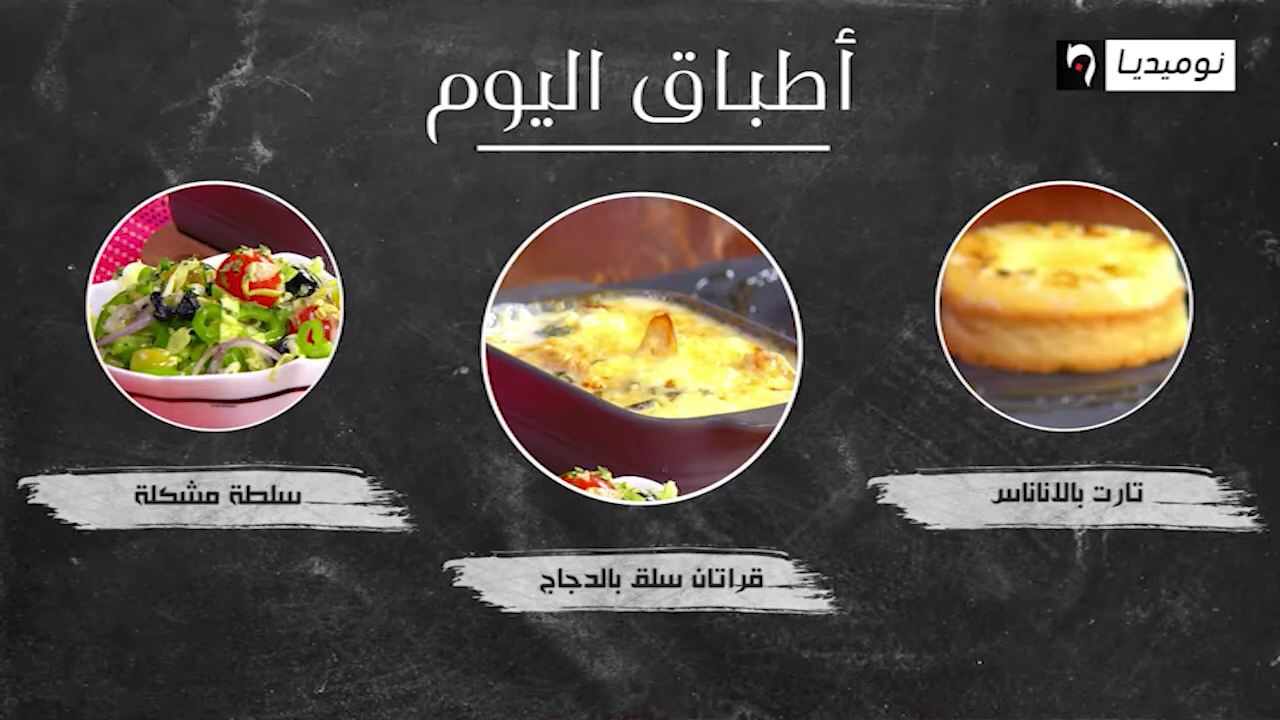 أطباق اليوم
نوميديا
تارت بالاناناس
قراتان سلق بالدجاج
سلطة مشكلة